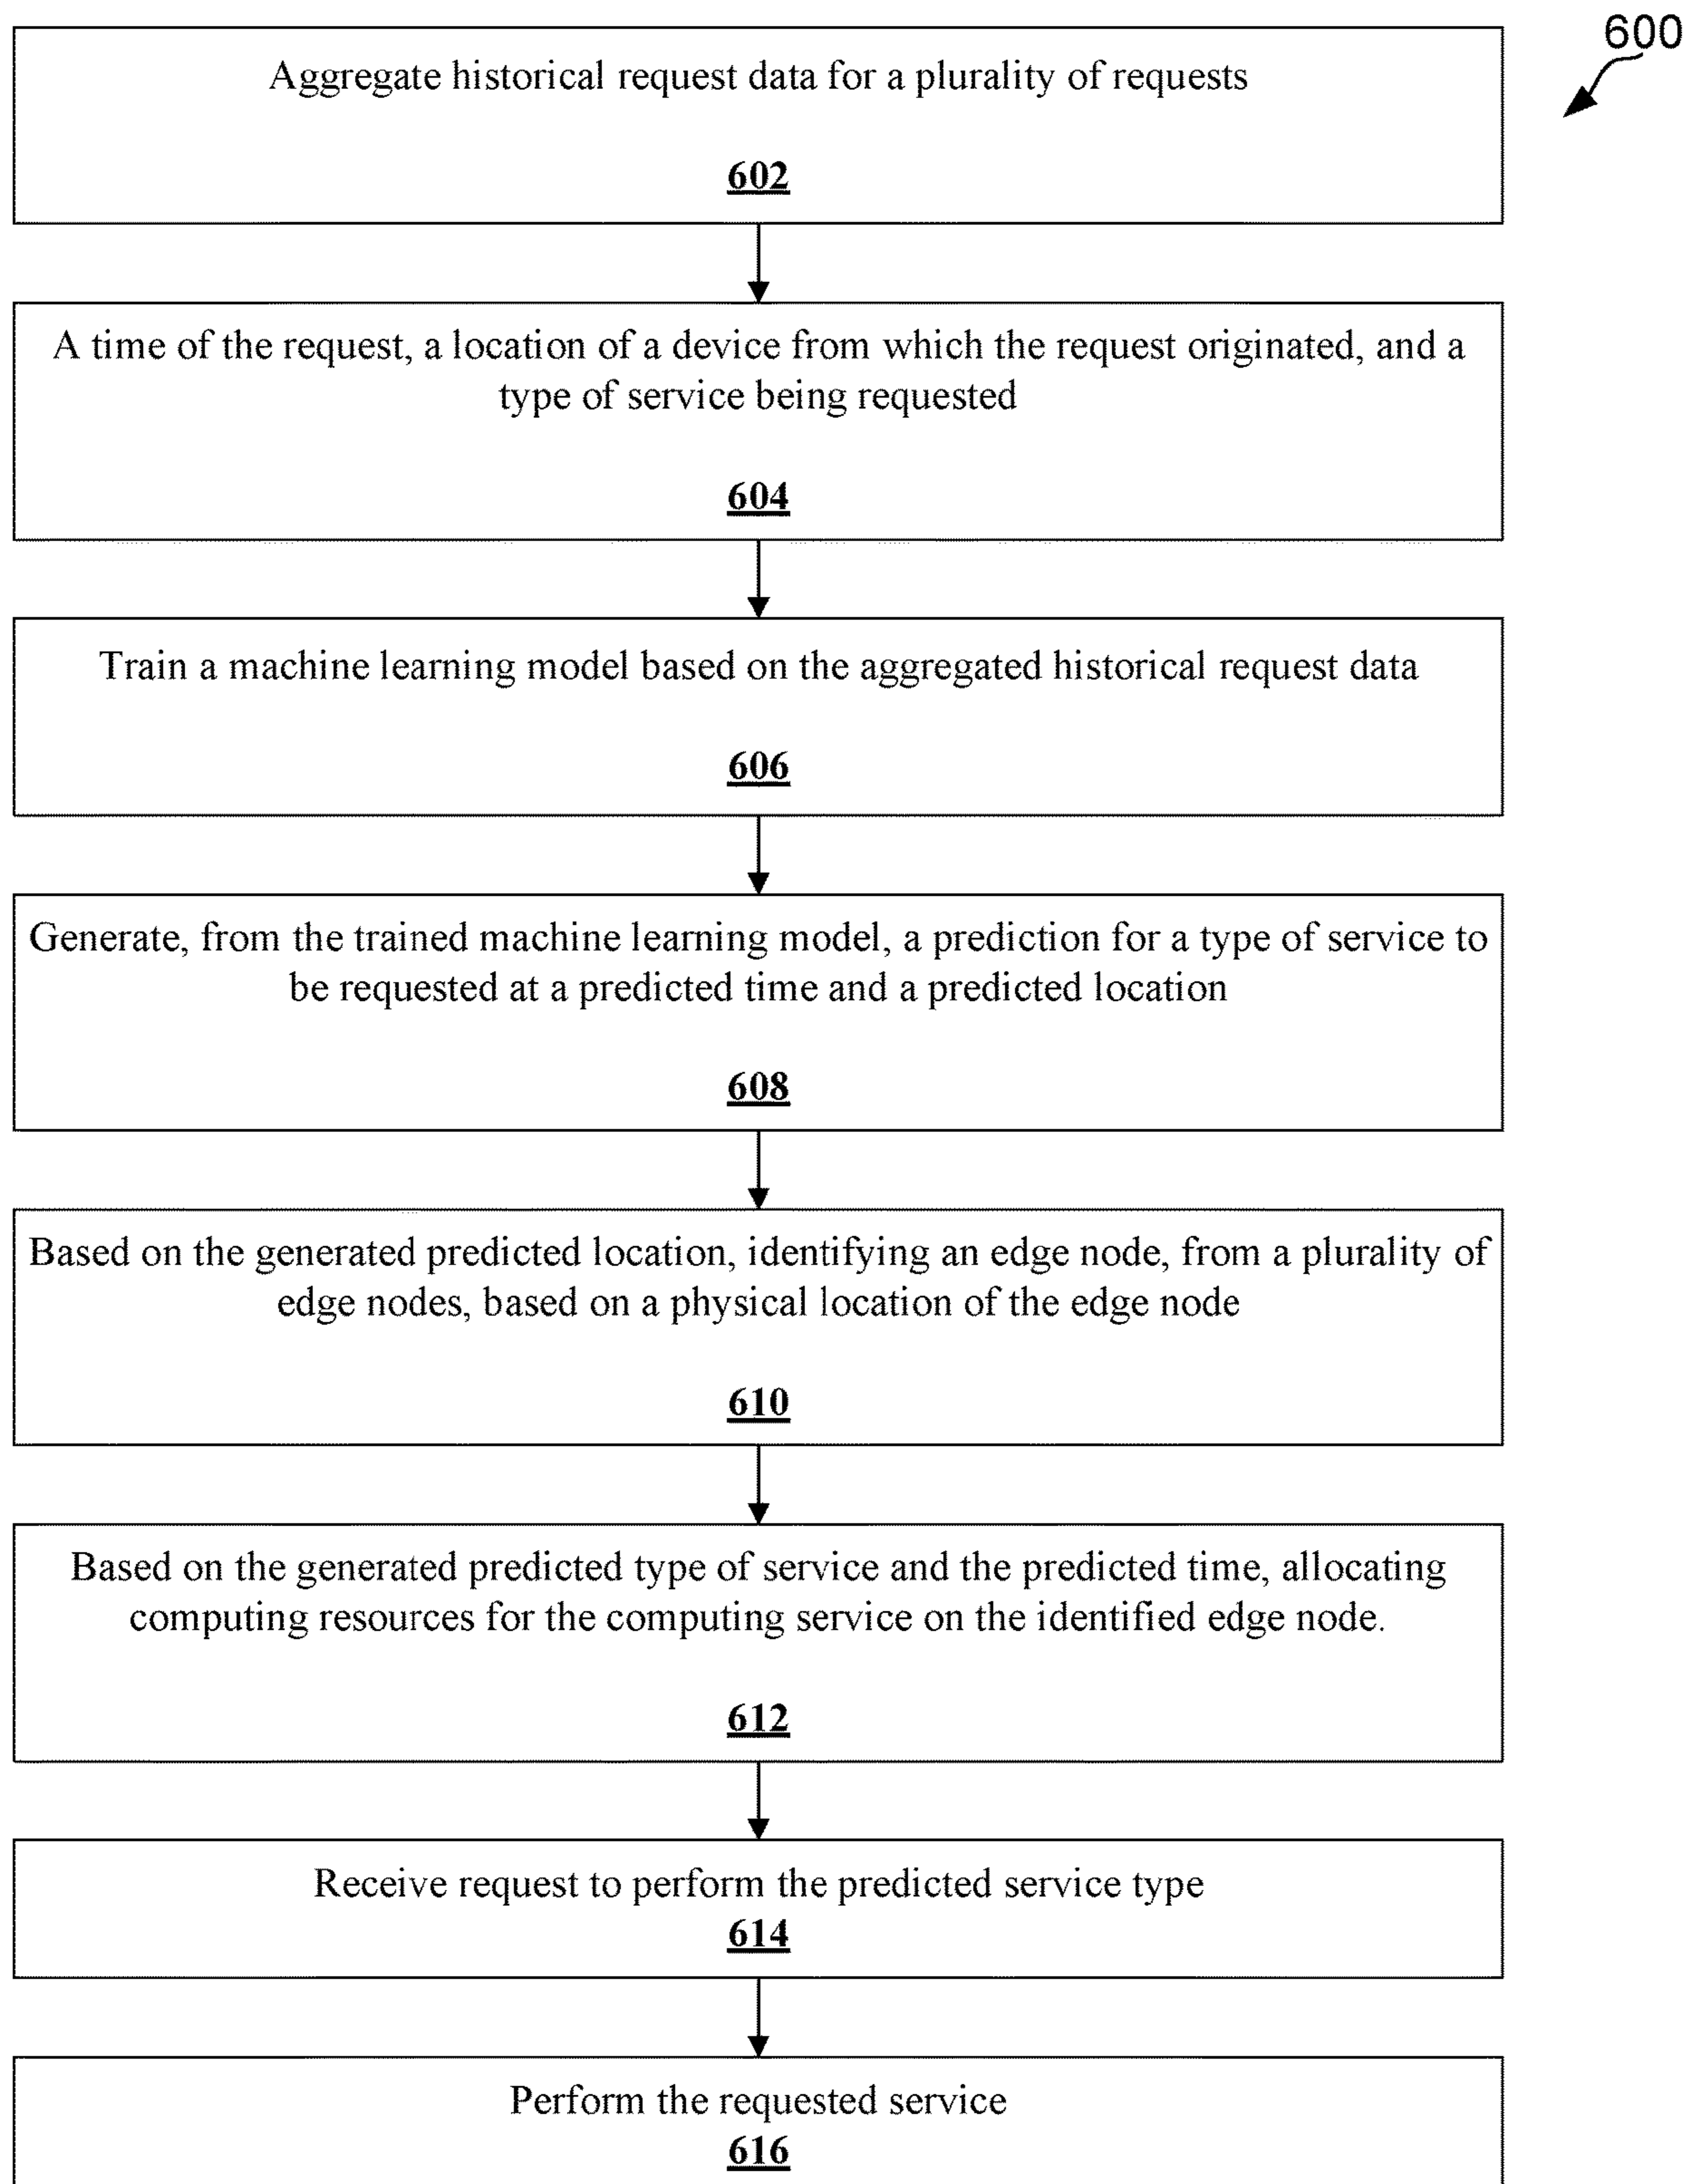 600
Aggregate historical request data for a plurality of requests
602
A time of the request, a location of a device from which the request originated, and a
type of service being requested
604
Train a machine learning model based on the aggregated historical request data
606
Generate, from the trained machine learning model, a prediction for a type of service to
be requested at a predicted time and a predicted location
608
Based on the generated predicted location, identifying an edge node, from a plurality of
edge nodes, based on a physical location of the edge node
610
Based on the generated predicted type of service and the predicted time, allocating
computing resources for the computing service on the identified edge node.
612
Receive request to perform the predicted service type
614
Perform the requested service
616